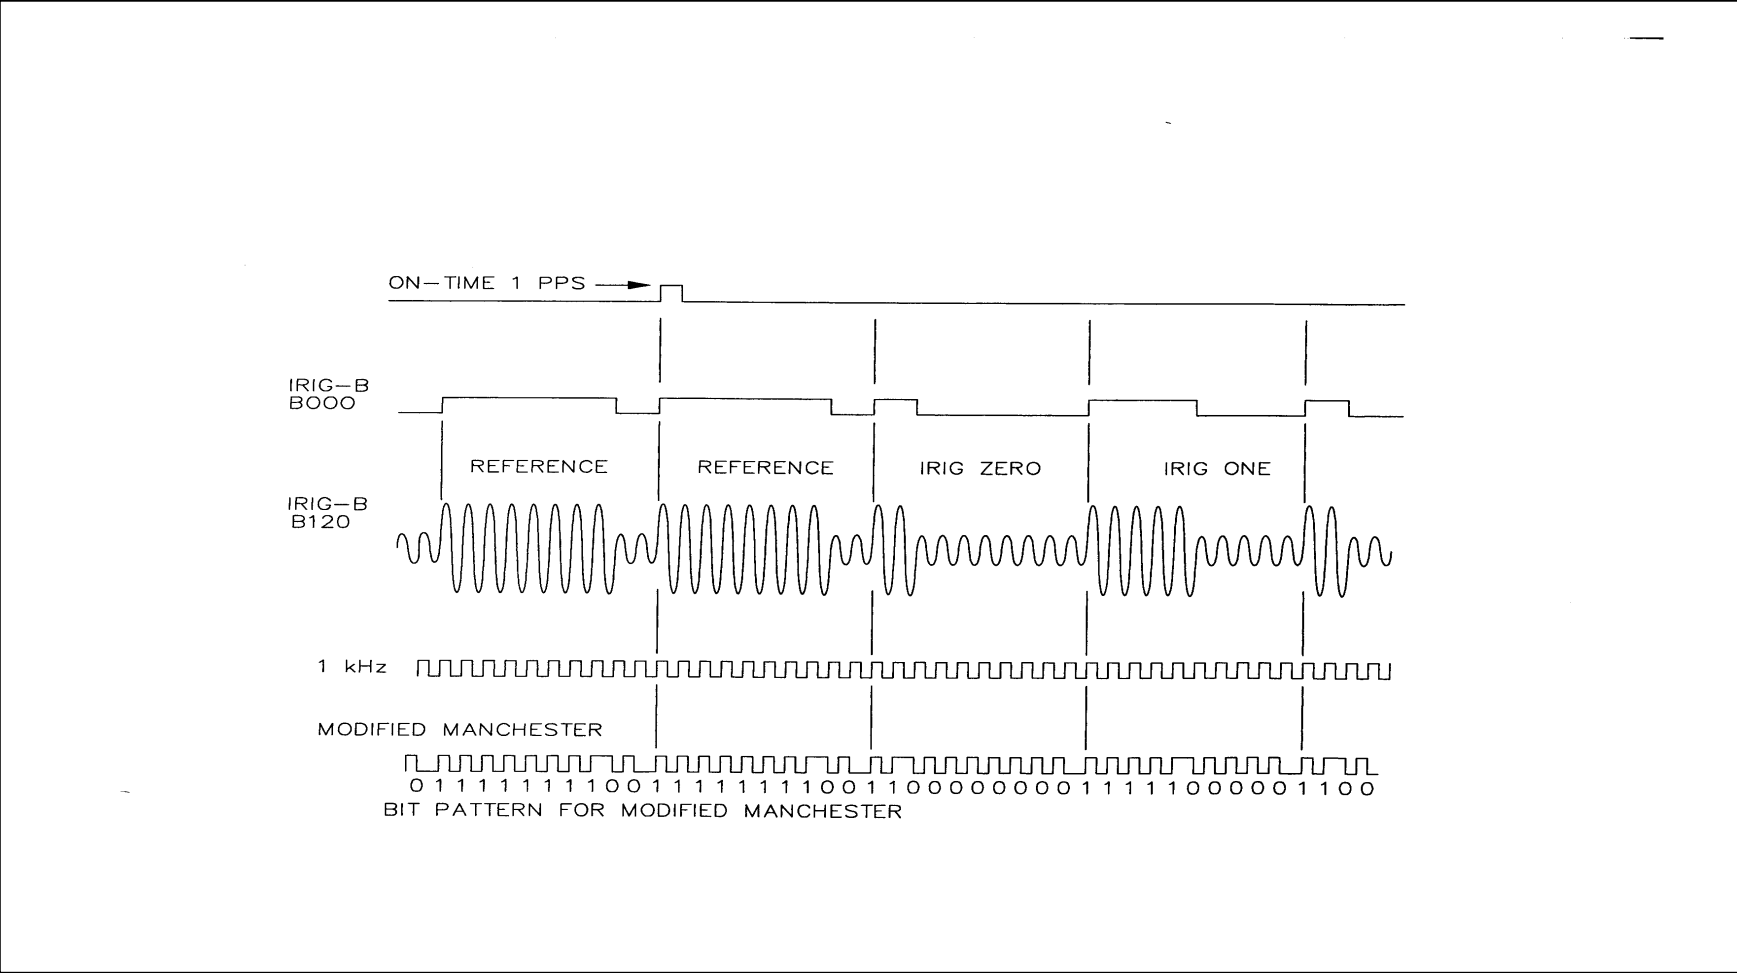 ON-TIME 1 PPS
IRIG-B
B000
REFERENCE REFERENCE IRIG ZERO IRIG ONE
IRIG-B
B120
1 kHz
MODIFIED MANCHESTER
0 1 1 1 1 1 1 1 1 0 0 1 1 1 1 1 1 1 1 0 0 1 1 0 0 0 0 0 0 0 0 1 1 1 1 1 0 0 0 0 0 1 1 0 0
BIT PATTERN FOR MODIFIED MANCHESTER